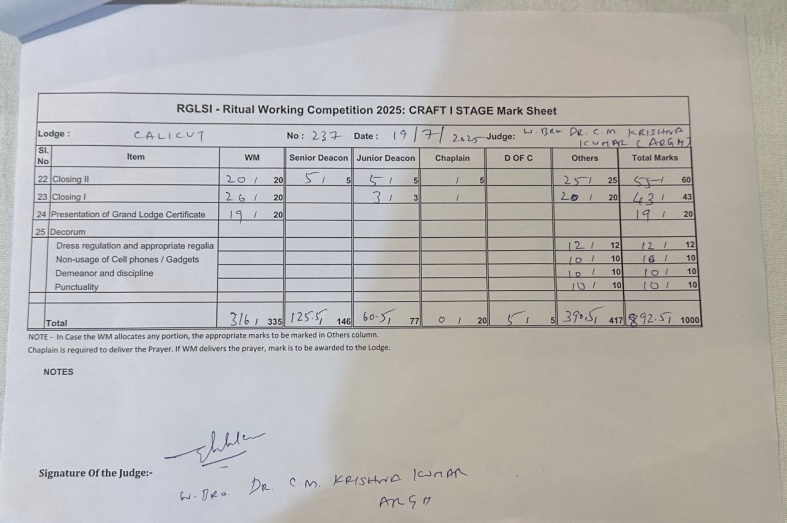 RGLSI - Ritual Working Competition 2025: CRAFT I STAGE Mark Sheet
Lodge : CALICUT No : 237 Date : 19/7/2025 Judge: W. Bro DR. C.M. KRISHNA KUMAR (ARGM)
Sl. No Item WM Senior Deacon Junior Deacon Chaplain D OF C Others Total Marks
22 Closing II 20 / 20 5 / 5 5 / 5 / 5 25 / 25 55 / 60
23 Closing I 20 / 20 3 / 3 / 20 / 20 43 / 43
24 Presentation of Grand Lodge Certificate 19 / 20 19 / 20
25 Decorum
Dress regulation and appropriate regalia 12 / 12 12 / 12
Non-usage of Cell phones / Gadgets 10 / 10 10 / 10
Demeanor and discipline 10 / 10 10 / 10
Punctuality 10 / 10 10 / 10
Total 316 / 335 125.5 / 146 60.5 / 77 0 / 20 5 / 5 390.5 / 417 892.5 / 1000
NOTE - In Case the WM allocates any portion, the appropriate marks to be marked in Others column.
Chaplain is required to deliver the Prayer. If WM delivers the prayer, mark is to be awarded to the Lodge.
NOTES
Signature Of the Judge:-
W. BRO. DR. C.M. KRISHNA KUMAR
ARGM